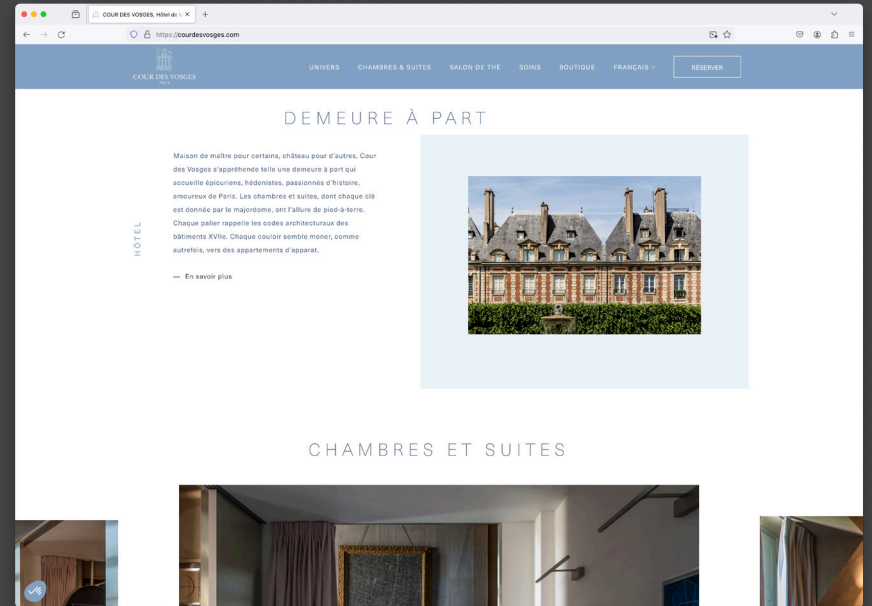 COUR DES VOSGES, Hôtel de
https://courdesvosges.com
COUR DES VOSGES
PARIS
UNIVERS
CHAMBRES & SUITES
SALON DE THÉ
SOINS
BOUTIQUE
FRANÇAIS
RÉSERVER
DEMEURE À PART
HÔTEL
Maison de maître pour certains, château pour d'autres, Cour
des Vosges s'appréhende telle une demeure à part qui
accueille épicuriens, hédonistes, passionnés d'histoire,
amoureux de Paris. Les chambres et suites, dont chaque clé
est donnée par le majordome, ont l'allure de pied-à-terre.
Chaque palier rappelle les codes architecturaux des
bâtiments XVIIe. Chaque couloir semble mener, comme
autrefois, vers des appartements d'apparat.
— En savoir plus
CHAMBRES ET SUITES